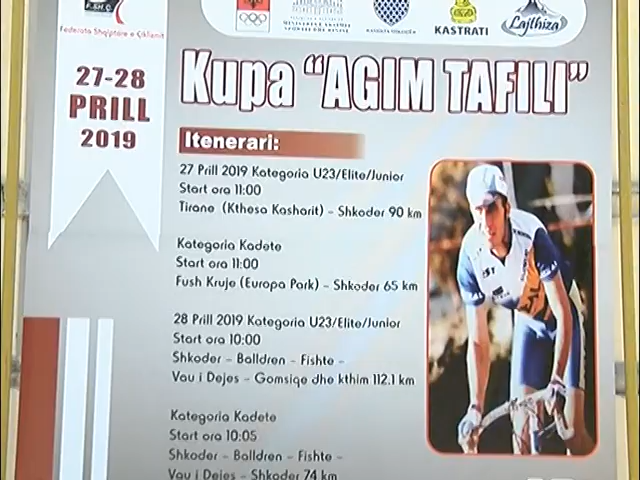 F.SH.Ç
Federata Shqiptare e Çiklizmit
KASTRATI
Lajthiza
27-28
PRILL
2019
Kupa "AGIM TAFILI"
Itenerari:
27 Prill 2019 Kategoria U23/Elite/Junior
Start ora 11:00
Tirane (Kthesa Kasharit) - Shkoder 90 km
Kategoria Kadete
Start ora 11:00
Fush Kruje (Europa Park) - Shkoder 65 km
28 Prill 2019 Kategoria U23/Elite/Junior
Start ora 10:00
Shkoder - Balldren - Fishte -
Vau i Dejes - Gomsiqe dhe kthim 112.1 km
Kategoria Kadete
Start ora 10:05
Shkoder - Balldren - Fishte -
Vau i Dejes - Shkoder 74 km